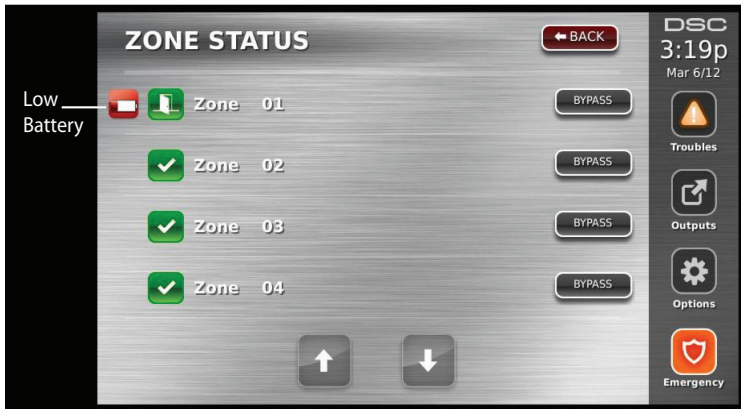 ZONE STATUS
← BACK
DSC
3:19p
Mar 6/12
Low
Battery
Zone 01
BYPASS
Troubles
Zone 02
BYPASS
Zone 03
BYPASS
Outputs
Zone 04
BYPASS
Options
Emergency